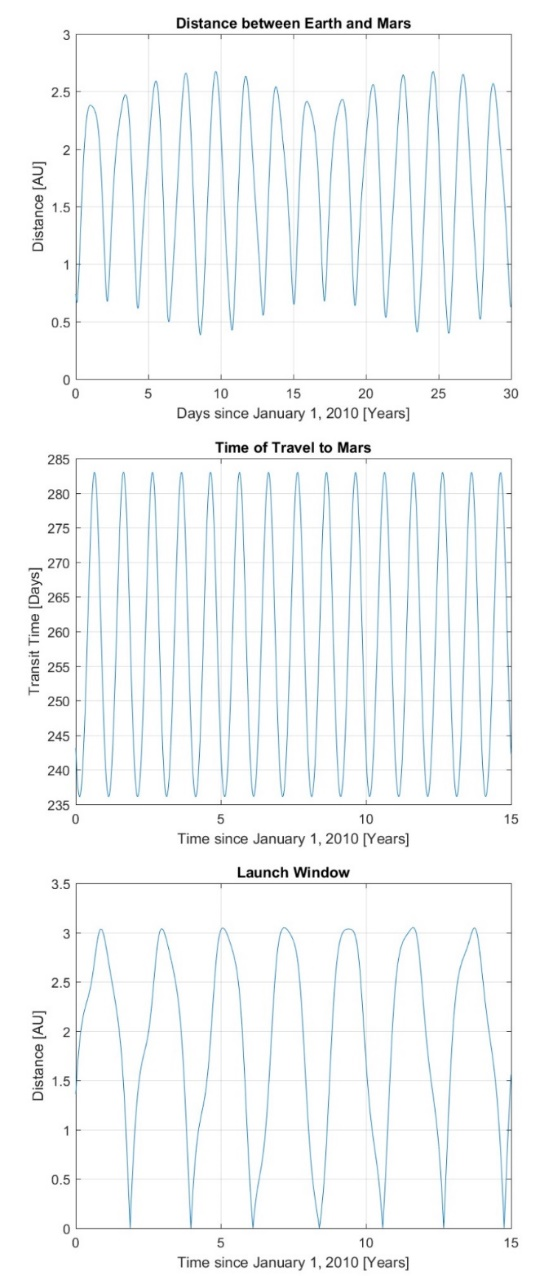 Distance between Earth and Mars
3
2.5
2
1.5
1
0.5
0
Distance [AU]
0 5 10 15 20 25 30
Days since January 1, 2010 [Years]
Time of Travel to Mars
285
280
275
270
265
260
255
250
245
240
235
Transit Time [Days]
0 5 10 15
Time since January 1, 2010 [Years]
Launch Window
3.5
3
2.5
2
1.5
1
0.5
0
Distance [AU]
0 5 10 15
Time since January 1, 2010 [Years]